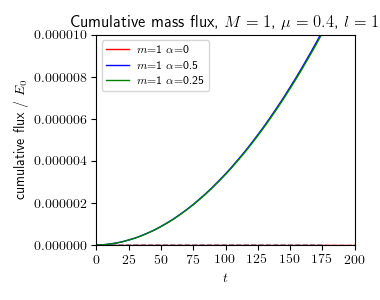 Cumulative mass flux, M = 1, μ = 0.4, l = 1
cumulative flux / E₀
0.000010
0.000008
0.000006
0.000004
0.000002
0.000000
m=1 α=0
m=1 α=0.5
m=1 α=0.25
0 25 50 75 100 125 150 175 200
t